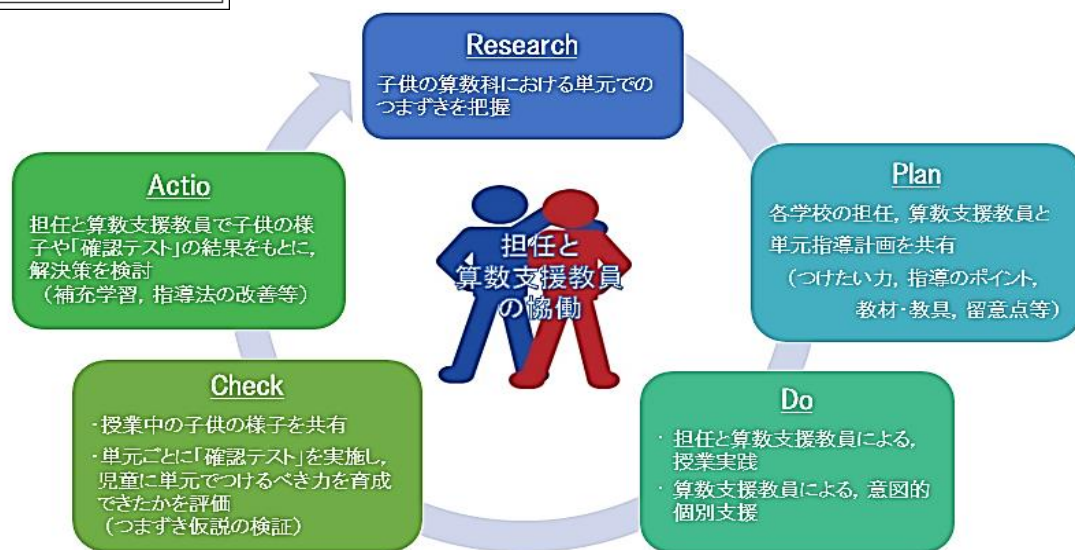 Research
子供の算数科における単元での
つまずきを把握
Plan
各学校の担任，算数支援教員と
単元指導計画を共有
（つけたい力，指導のポイント，
教材・教具，留意点等）
Do
・ 担任と算数支援教員による，
授業実践
・ 算数支援教員による，意図的
個別支援
Check
・授業中の子供の様子を共有
・単元ごとに「確認テスト」を実施し，
児童に単元でつけるべき力を育成
できたかを評価
（つまずき仮説の検証）
Actio
担任と算数支援教員で子供の様
子や「確認テスト」の結果をもとに，
解決策を検討
（補充学習，指導法の改善等）
担任と
算数支援教員
の協働